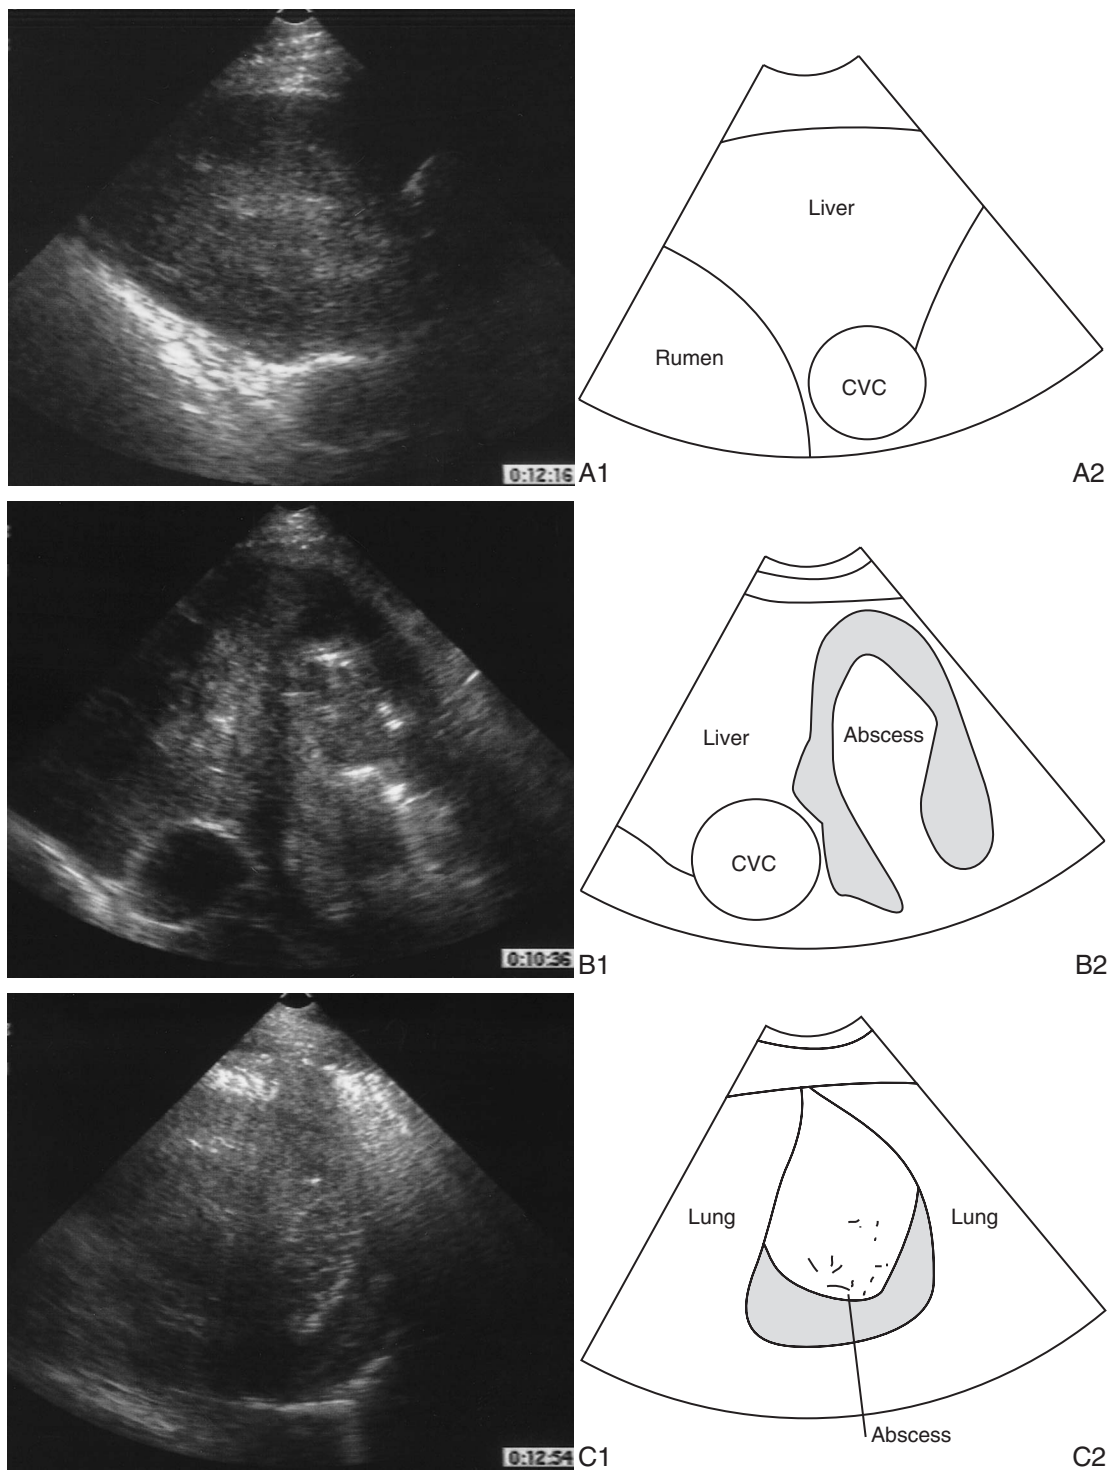 Liver
Rumen
CVC
0:12:16
A1
A2
Liver
Abscess
CVC
0:10:36
B1
B2
Lung
Lung
Abscess
0:12:54
C1
C2